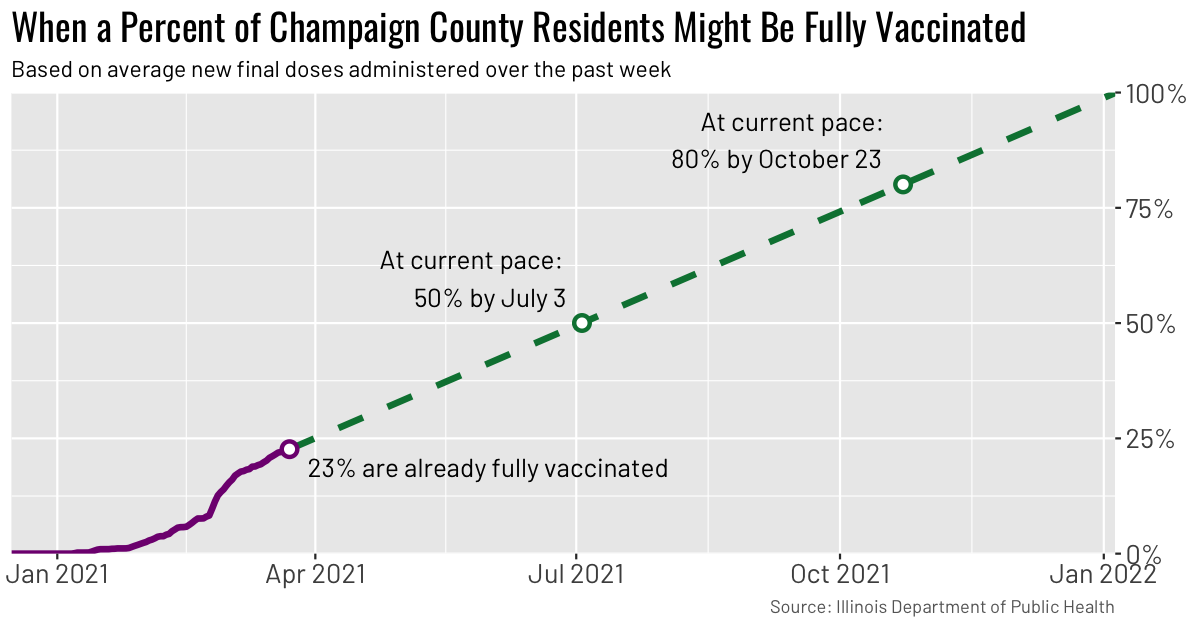 When a Percent of Champaign County Residents Might Be Fully Vaccinated
Based on average new final doses administered over the past week
100%
At current pace:
80% by October 23
75%
At current pace:
50% by July 3
50%
25%
23% are already fully vaccinated
0%
Jan 2021 Apr 2021 Jul 2021 Oct 2021 Jan 2022
Source: Illinois Department of Public Health